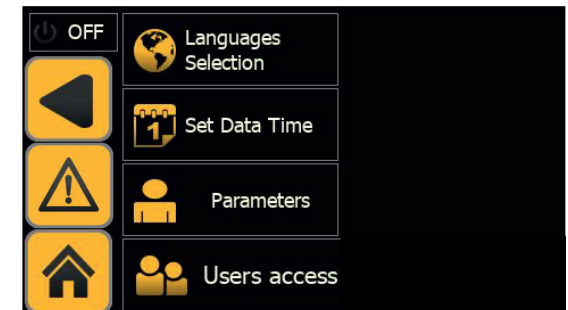 OFF
Languages
Selection
1
Set Data Time
Parameters
Users access